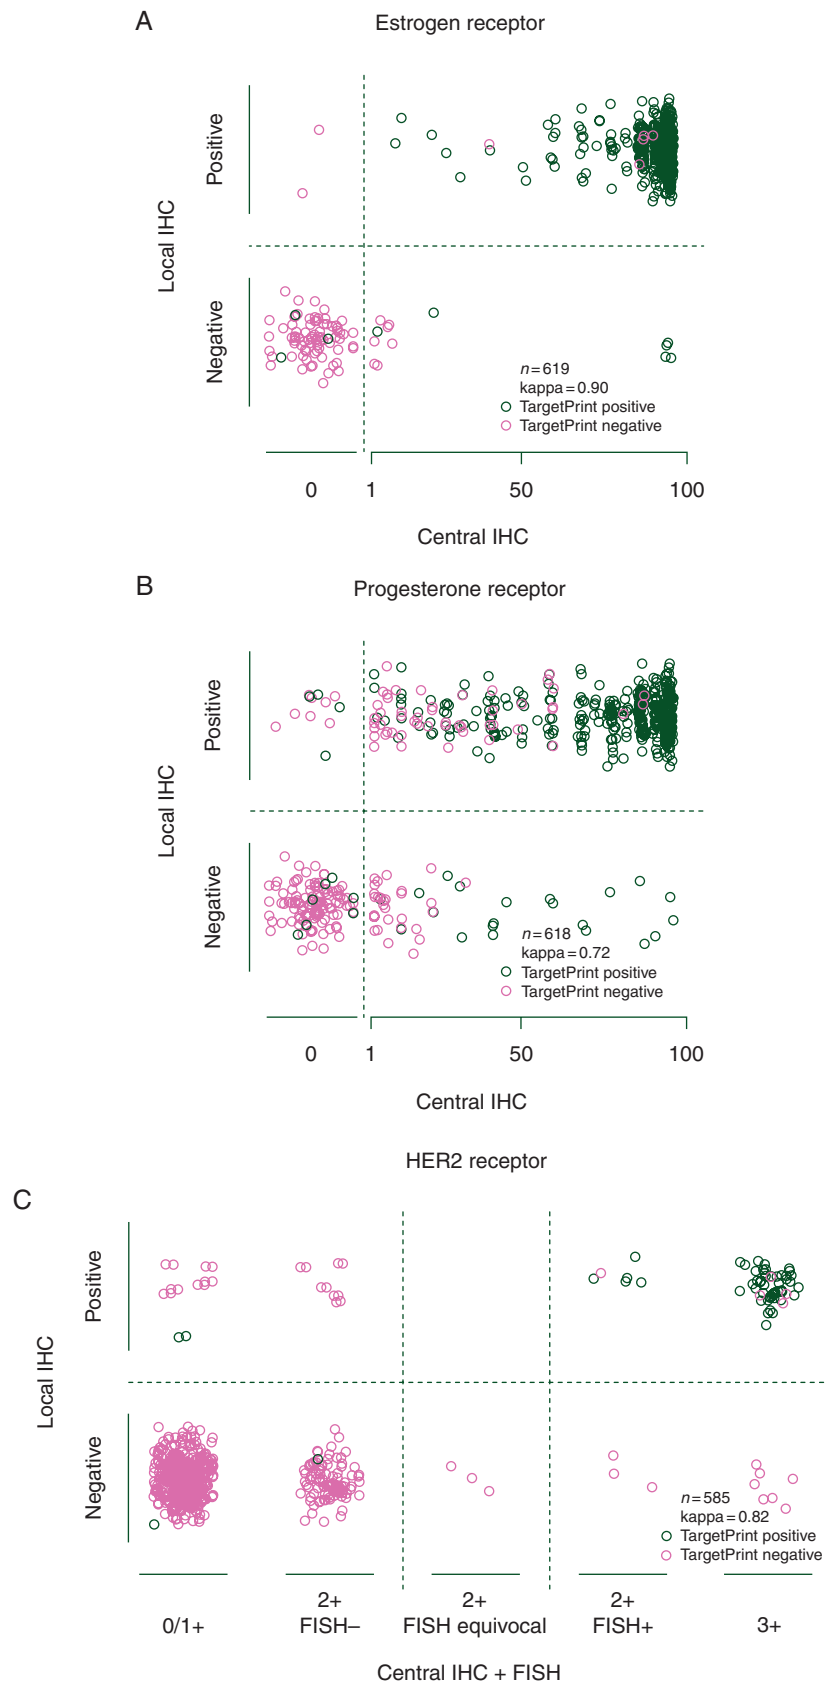 A
Estrogen receptor
Local IHC
Positive
Negative
n=619
kappa=0.90
TargetPrint positive
TargetPrint negative
0 1 50 100
Central IHC
B
Progesterone receptor
Local IHC
Positive
Negative
n=618
kappa=0.72
TargetPrint positive
TargetPrint negative
0 1 50 100
Central IHC
HER2 receptor
C
Local IHC
Positive
Negative
n=585
kappa=0.82
TargetPrint positive
TargetPrint negative
0/1+
2+
FISH–
2+
FISH equivocal
2+
FISH+
3+
Central IHC + FISH